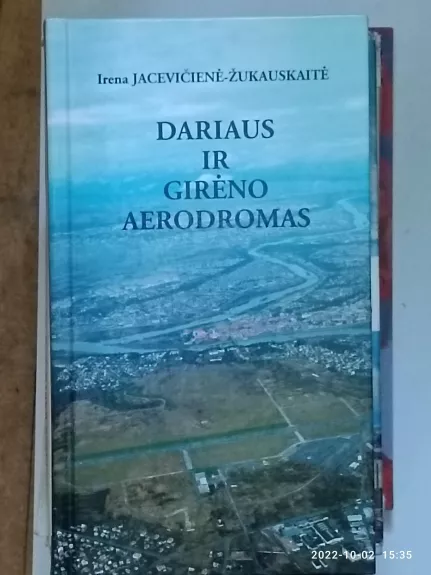 Irena JACEVIČIENĖ-ŽUKAUSKAITĖ
DARIAUS
IR
GIRĖNO
AERODROMAS
2022-10-02 15:35